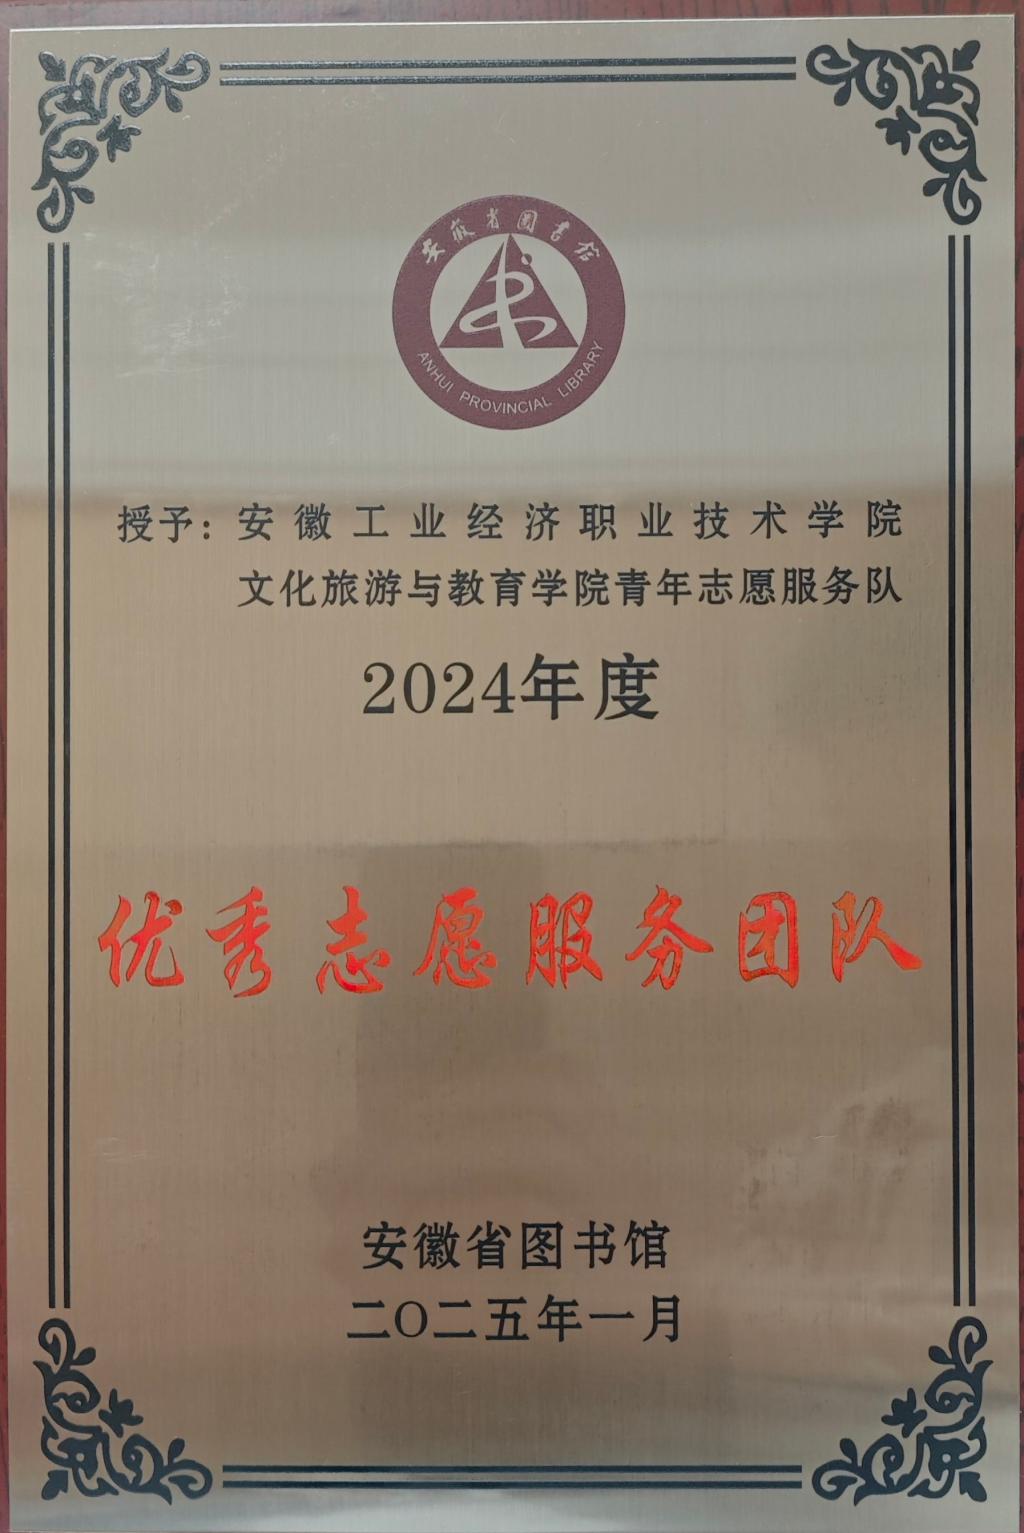 安徽省图书馆
ANHUI PROVINCIAL LIBRARY
授予：安徽工业经济职业技术学院
文化旅游与教育学院青年志愿服务队
2024年度
优秀志愿服务团队
安徽省图书馆
二〇二五年一月